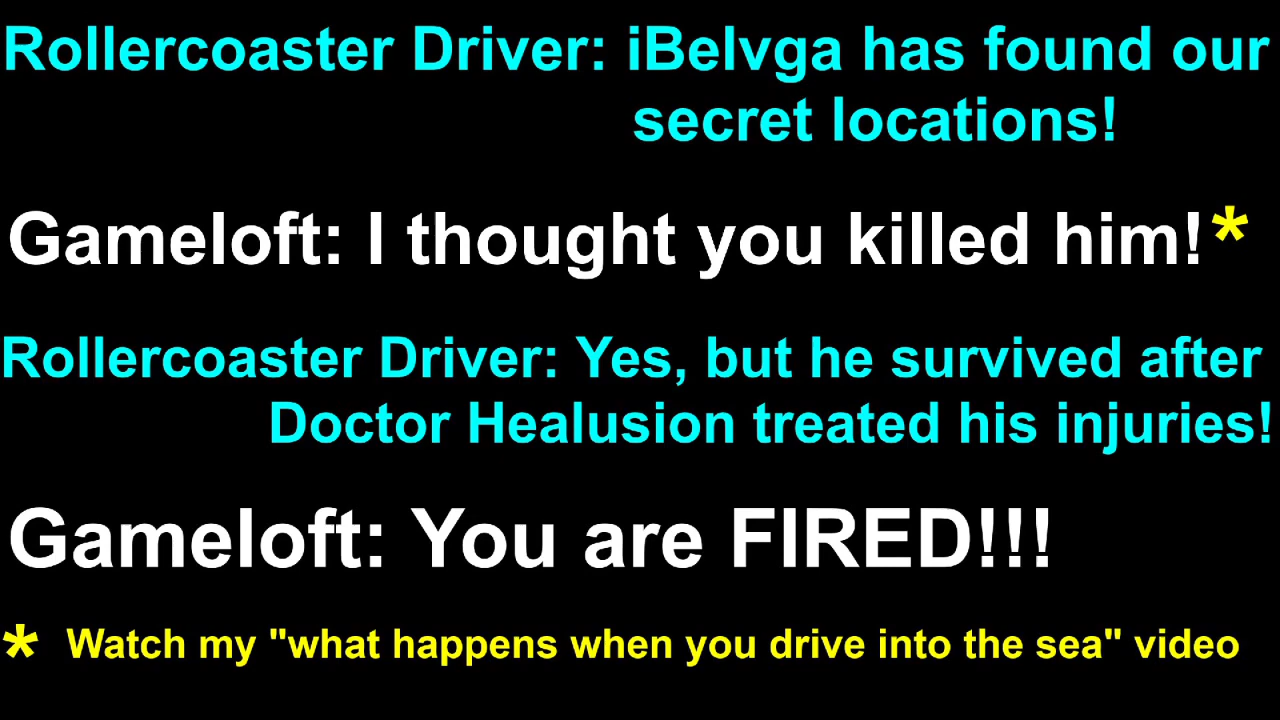 Rollercoaster Driver: iBelvga has found our
secret locations!
Gameloft: I thought you killed him!*
Rollercoaster Driver: Yes, but he survived after
Doctor Healusion treated his injuries!
Gameloft: You are FIRED!!!
* Watch my "what happens when you drive into the sea" video